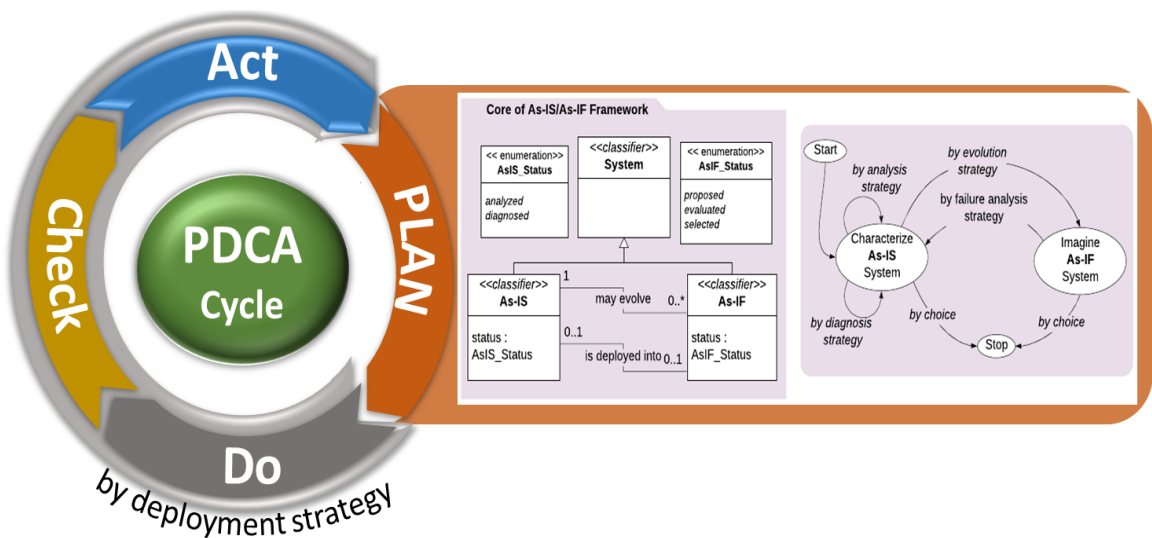 Act
PLAN
Do
Check
PDCA
Cycle
by deployment strategy
Core of As-IS/As-IF Framework
<< enumeration>>
AsIS_Status
analyzed
diagnosed
<<classifier>>
System
<< enumeration>>
AsIF_Status
proposed
evaluated
selected
<<classifier>>
As-IS
status :
AsIS_Status
1
may evolve
0..*
0..1
is deployed into
0..1
<<classifier>>
As-IF
status :
AsIF_Status
Start
by analysis
strategy
by evolution
strategy
by failure analysis
strategy
Characterize
As-IS
System
Imagine
As-IF
System
by diagnosis
strategy
by choice
by choice
Stop